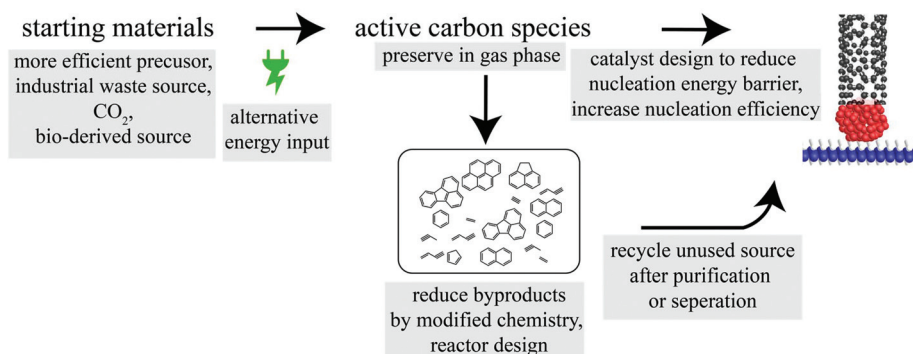 starting materials
more efficient precusor,
industrial waste source,
CO₂,
bio-derived source
alternative
energy input
active carbon species
preserve in gas phase
catalyst design to reduce
nucleation energy barrier,
increase nucleation efficiency
reduce byproducts
by modified chemistry,
reactor design
recycle unused source
after purification
or seperation